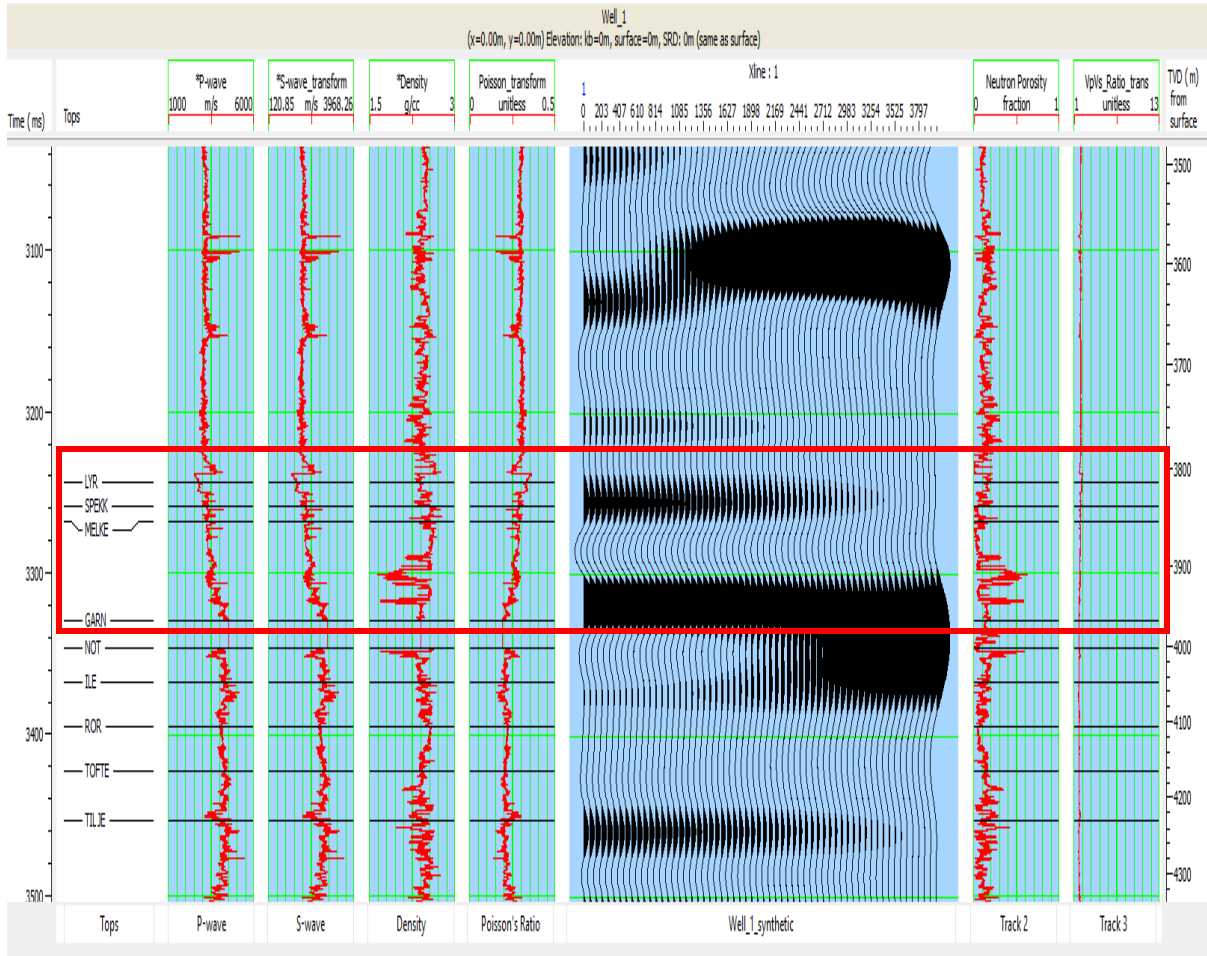 Well_1
(x=0.00m, y=0.00m) Elevation: kb=0m, surface=0m, SRD: 0m (same as surface)
Time (ms)
Tops
*P-wave
1000 m/s 6000
*S-wave_transform
120.85 m/s 3968.26
*Density
1.5 g/cc 3
Poisson_transform
0 unitless 0.5
Xline : 1
1
0 203 407 610 814 1085 1356 1627 1898 2169 2441 2712 2983 3254 3525 3797
Neutron Porosity
0 fraction 1
VpVs_Ratio_trans
1 unitless 13
TVD (m)
from
surface
3100
3200
3300
3400
3500
LYR
SPEKK
MELKE
GARN
NOT
ILE
ROR
TOFTE
TILJE
3500
3600
3700
3800
3900
4000
4100
4200
4300
Tops
P-wave
S-wave
Density
Poisson's Ratio
Well_1_synthetic
Track 2
Track 3